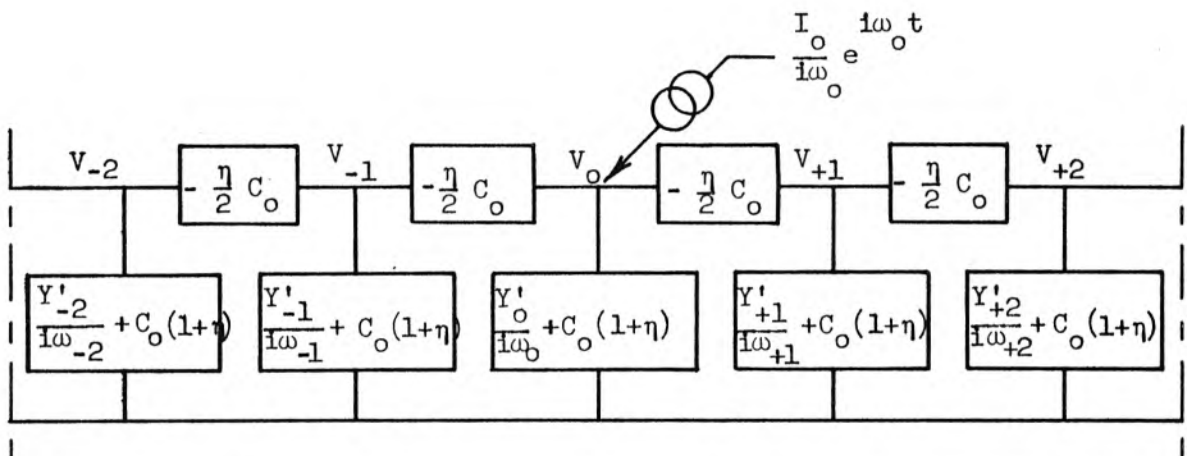 I_o/iω_o e^{iω_o t}
V_{-2}
-η/2 C_o
V_{-1}
-η/2 C_o
V_o
-η/2 C_o
V_{+1}
-η/2 C_o
V_{+2}
Y'_{-2}/iω_{-2} + C_o(1+η)
Y'_{-1}/iω_{-1} + C_o(1+η)
Y'_o/iω_o + C_o(1+η)
Y'_{+1}/iω_{+1} + C_o(1+η)
Y'_{+2}/iω_{+2} + C_o(1+η)